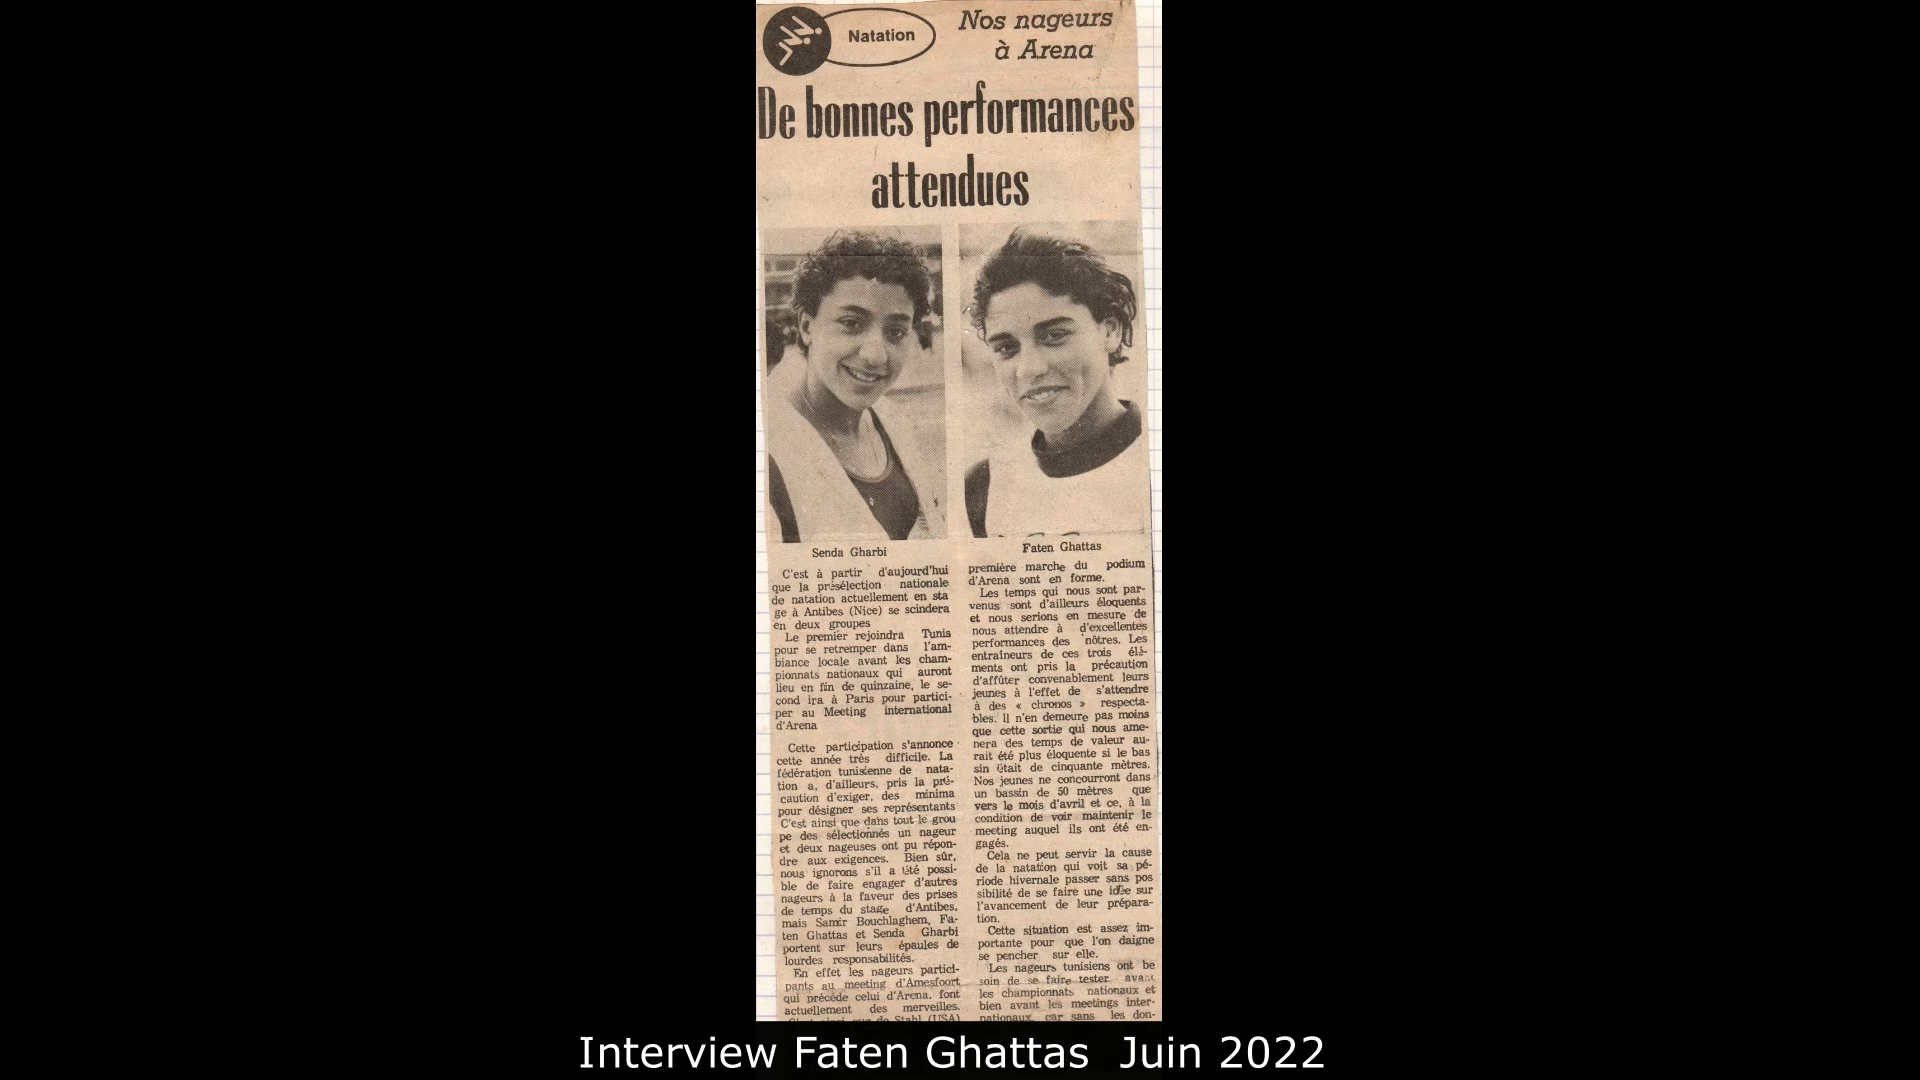 Natation
Nos nageurs
à Arena
De bonnes performances
attendues
Senda Gharbi
C'est à partir d'aujourd'hui
que la présélection nationale
de natation actuellement en sta
ge à Antibes (Nice) se scindera
en deux groupes
Le premier rejoindra Tunis
pour se retremper dans l'am-
biance locale avant les cham-
pionnats nationaux qui auront
lieu en fin de quinzaine, le se-
cond ira à Paris pour partici-
per au Meeting international
d'Arena
Cette participation s'annonce
cette année très difficile. La
fédération tunisienne de nata-
tion a, d'ailleurs, pris la pré-
caution d'exiger, des minima
pour désigner ses représentants
C'est ainsi que dans tout le grou
pe des sélectionnés un nageur
et deux nageuses ont pu répon-
dre aux exigences. Bien sûr,
nous ignorons s'il a été possi-
ble de faire engager d'autres
nageurs à la faveur des prises
de temps du stage d'Antibes,
mais Samir Bouchlaghem, Fa-
ten Ghattas et Senda Gharbi
portent sur leurs épaules de
lourdes responsabilités.
En effet les nageurs partici-
pants au meeting d'Amesfoort
qui précède celui d'Arena, font
actuellement des merveilles.
C'est ainsi que de Stahl (USA)
Faten Ghattas
première marche du podium
d'Arena sont en forme.
Les temps qui nous sont par-
venus sont d'ailleurs éloquents
et nous serions en mesure de
nous attendre à d'excellentes
performances des nôtres. Les
entraîneurs de ces trois élé-
ments ont pris la précaution
d'affûter convenablement leurs
jeunes à l'effet de s'attendre
à des « chronos » respecta-
bles. Il n'en demeure pas moins
que cette sortie qui nous ame-
nera des temps de valeur au-
rait été plus éloquente si le bas
sin était de cinquante mètres.
Nos jeunes ne concourront dans
un bassin de 50 mètres que
vers le mois d'avril et ce, à la
condition de voir maintenir le
meeting auquel ils ont été en-
gagés.
Cela ne peut servir la cause
de la natation qui voit sa pé-
riode hivernale passer sans pos
sibilité de se faire une idée sur
l'avancement de leur prépara-
tion.
Cette situation est assez im-
portante pour que l'on daigne
se pencher sur elle.
Les nageurs tunisiens ont be
soin de se faire tester avant
les championnats nationaux et
bien avant les meetings inter-
nationaux, car sans les don-
Interview Faten Ghattas Juin 2022